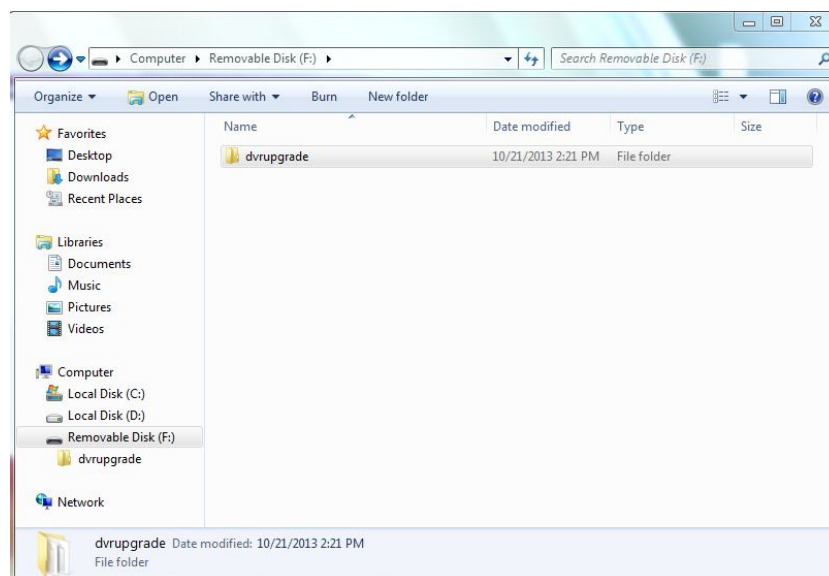 Computer ▸ Removable Disk (F:) ▸
Search Removable Disk (F:)
Organize Open Share with Burn New folder
Name Date modified Type Size
dvrupgrade 10/21/2013 2:21 PM File folder
Favorites
Desktop
Downloads
Recent Places
Libraries
Documents
Music
Pictures
Videos
Computer
Local Disk (C:)
Local Disk (D:)
Removable Disk (F:)
dvrupgrade
Network
dvrupgrade Date modified: 10/21/2013 2:21 PM
File folder